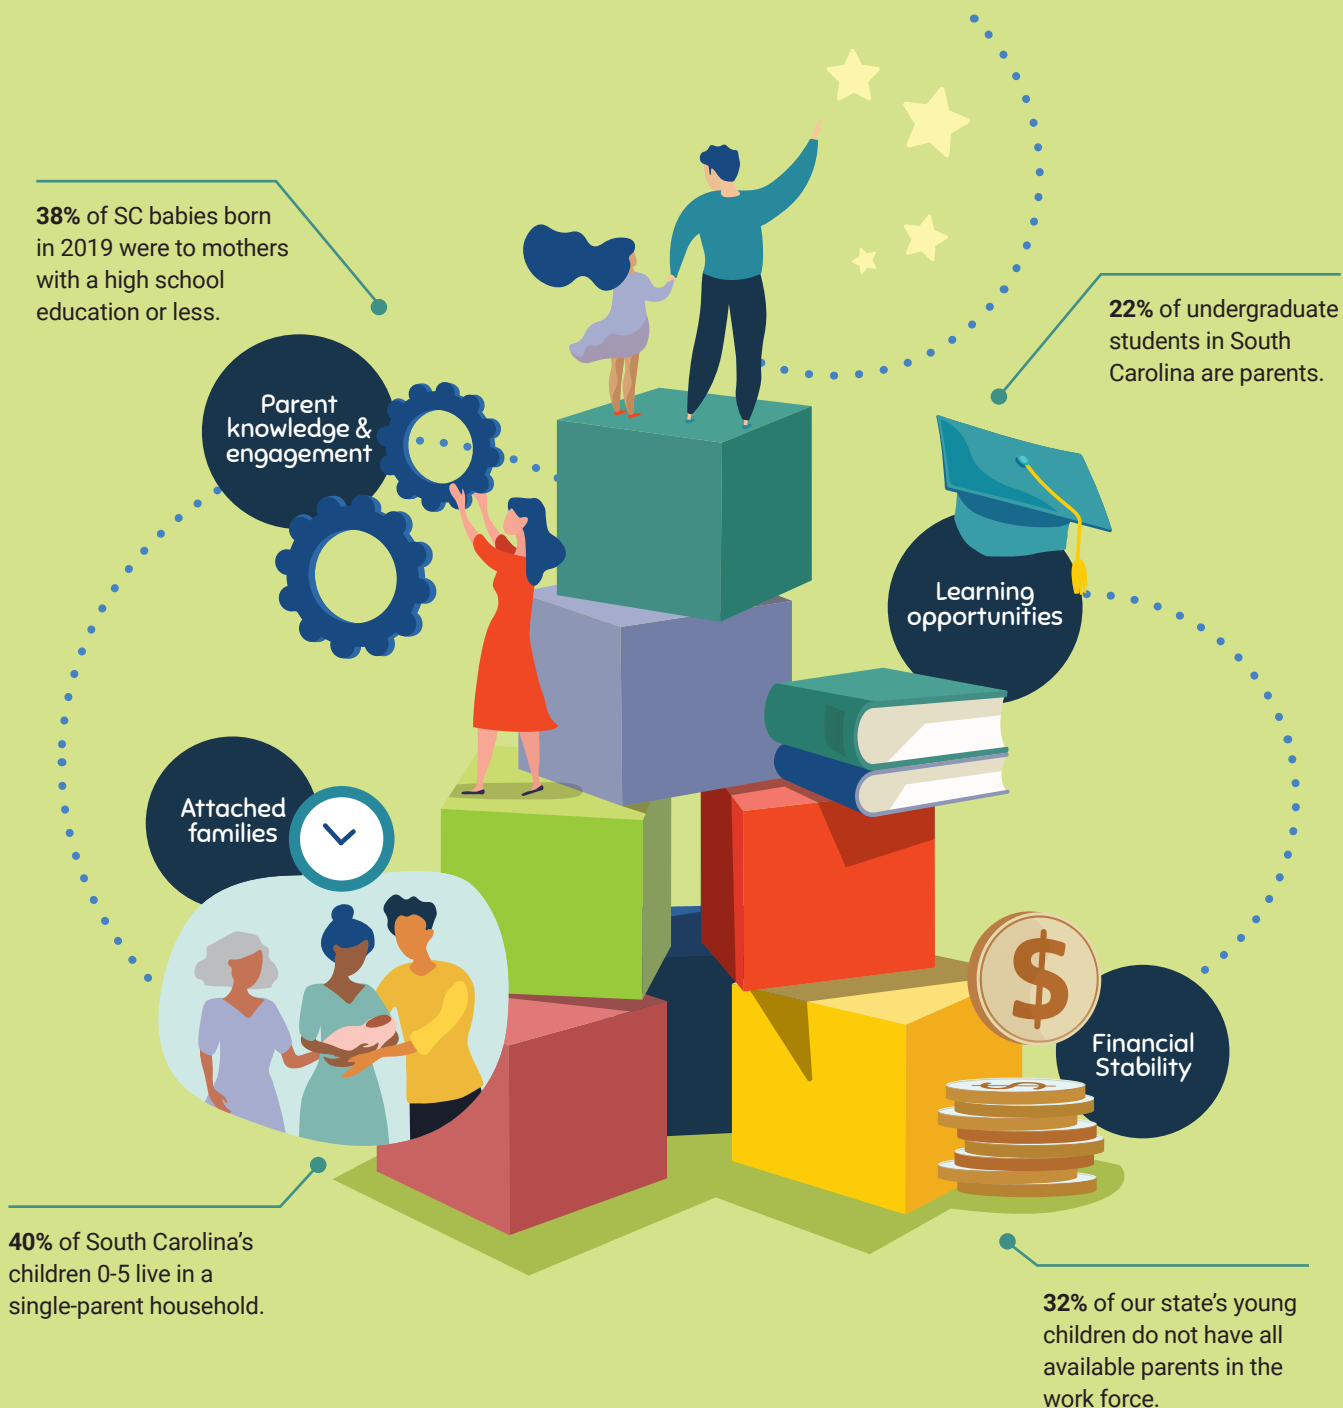 38% of SC babies born
in 2019 were to mothers
with a high school
education or less.
22% of undergraduate
students in South
Carolina are parents.
Parent
knowledge &
engagement
Learning
opportunities
Attached
families
$
Financial
Stability
40% of South Carolina’s
children 0-5 live in a
single-parent household.
32% of our state’s young
children do not have all
available parents in the
work force.